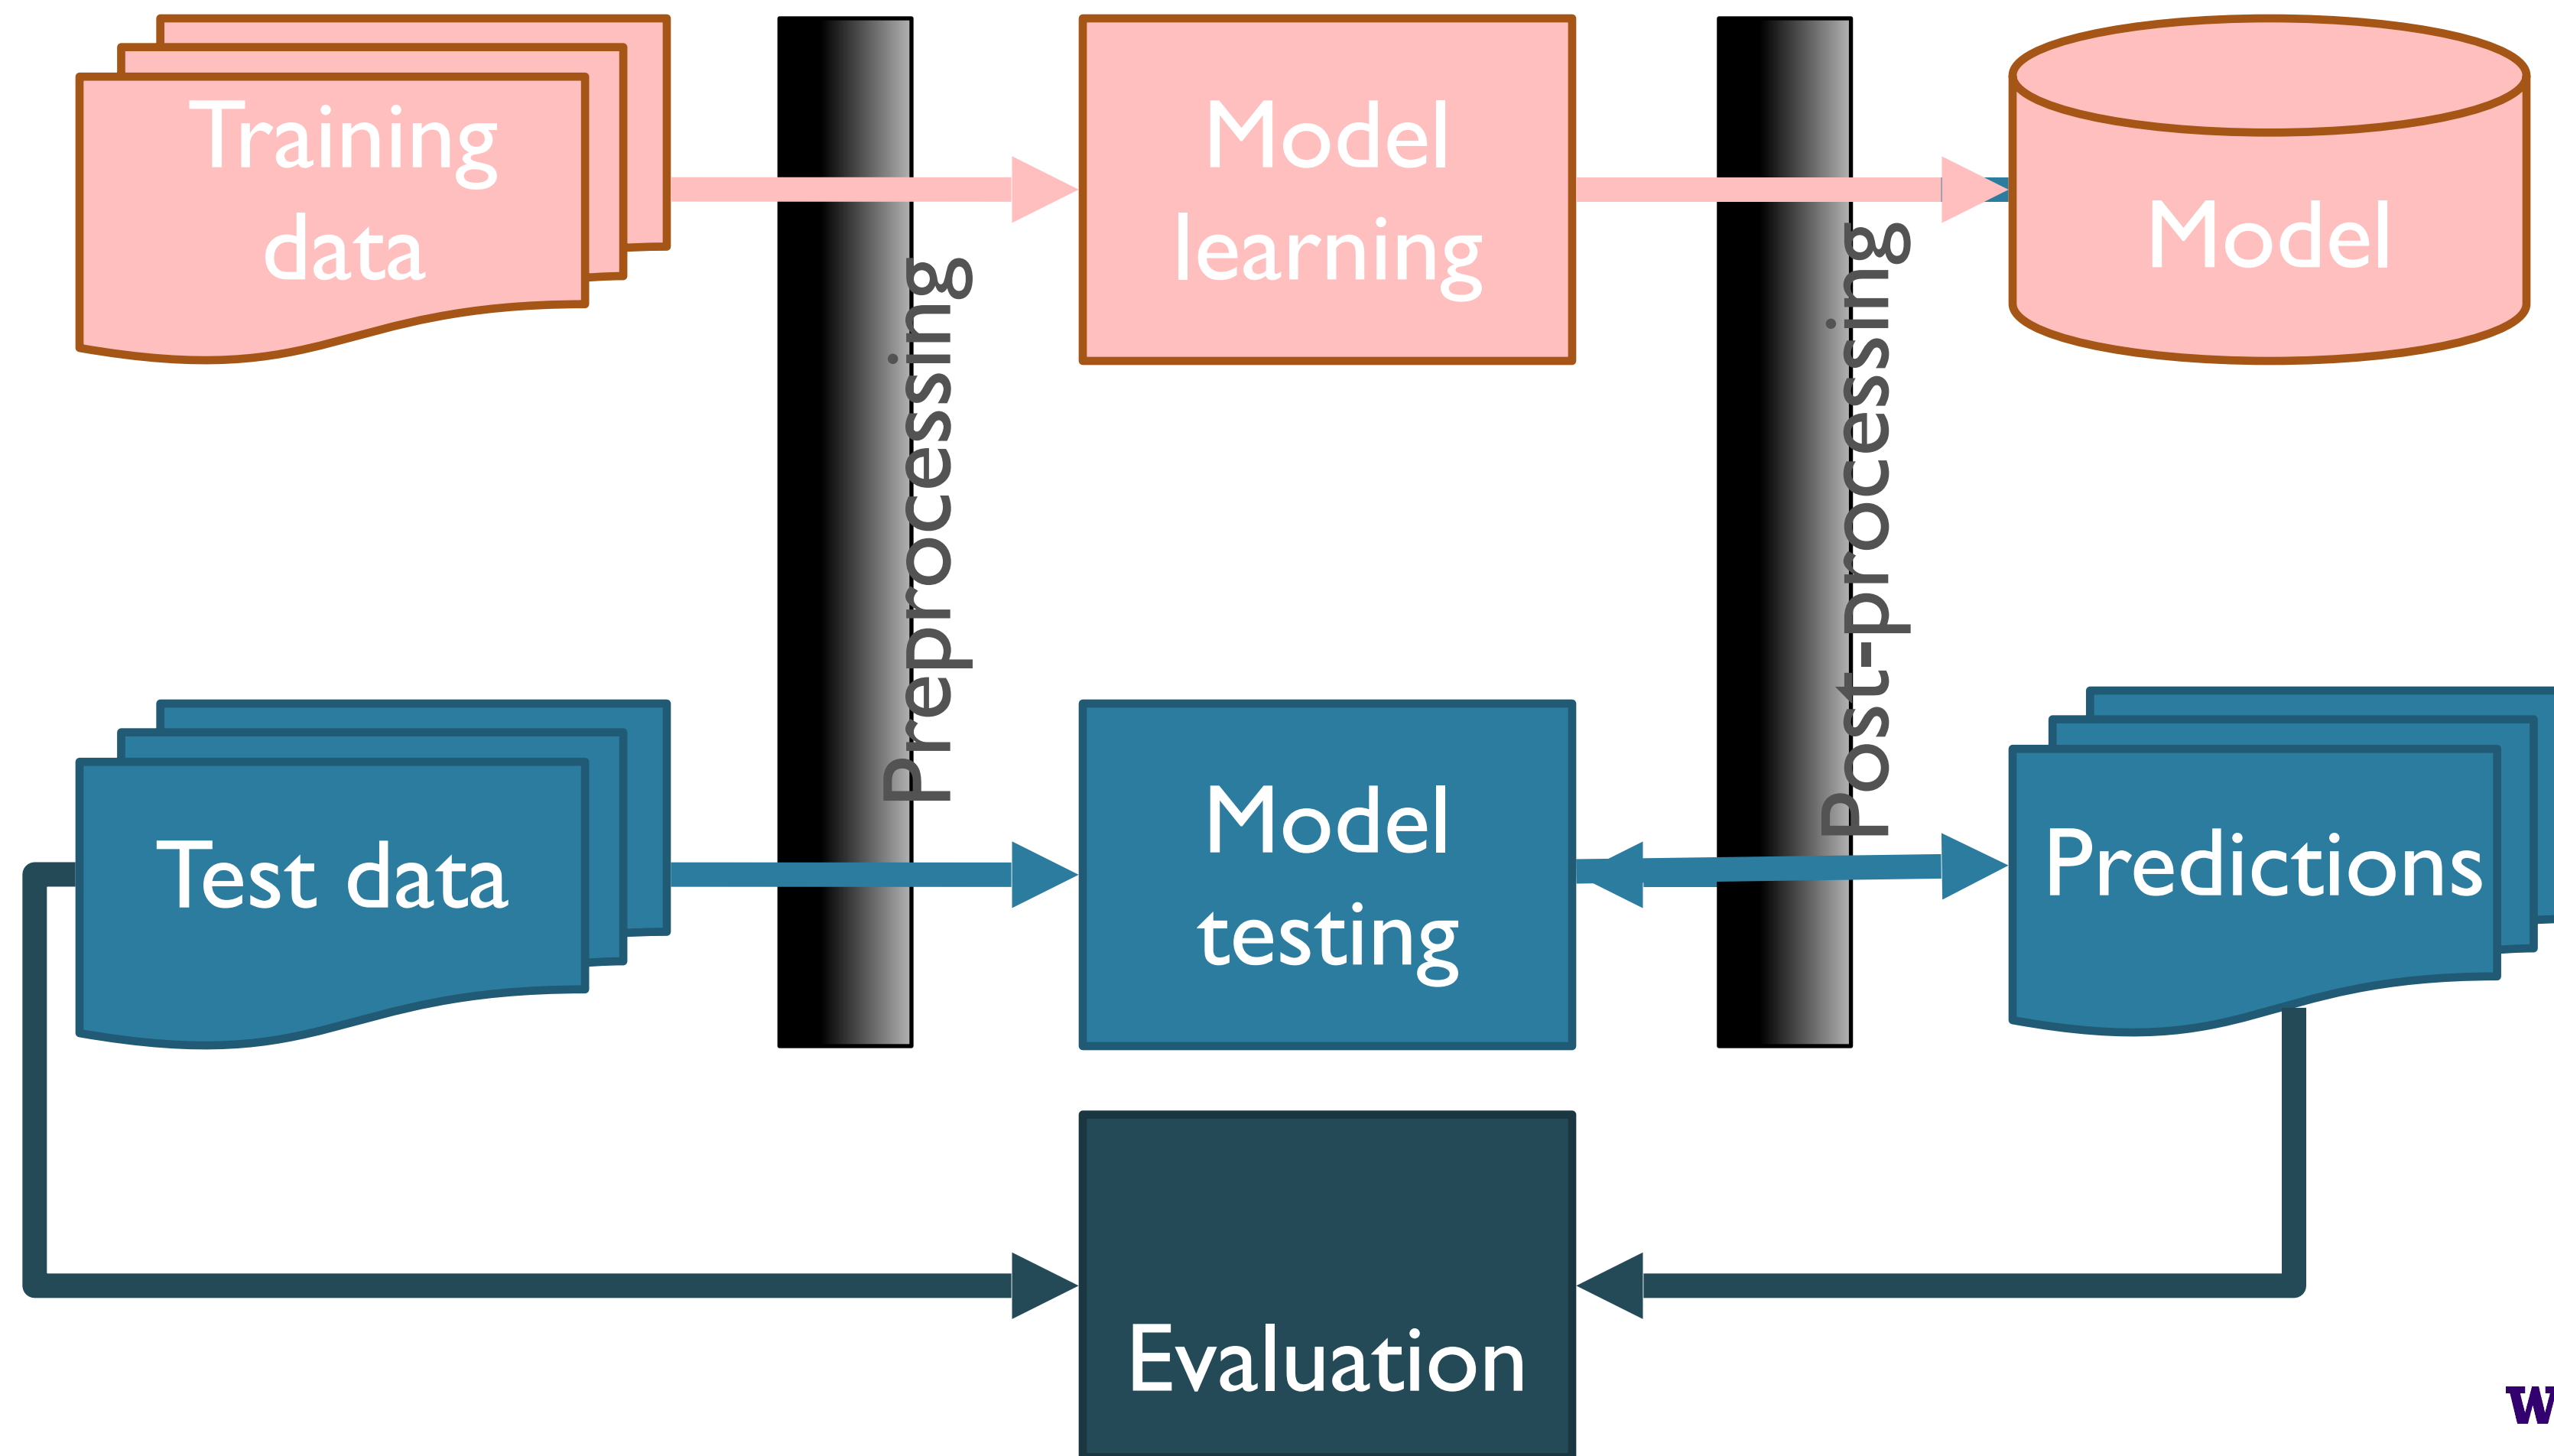 Training
data
Preprocessing
Model
learning
Post-processing
Model
Test data
Model
testing
Predictions
Evaluation
W